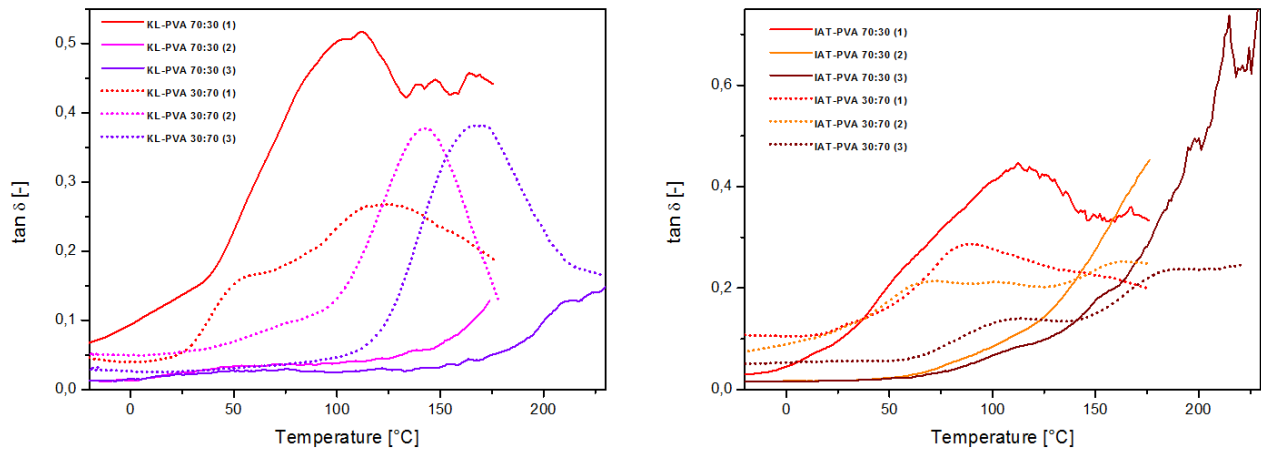 KL-PVA 70:30 (1)
KL-PVA 70:30 (2)
KL-PVA 70:30 (3)
KL-PVA 30:70 (1)
KL-PVA 30:70 (2)
KL-PVA 30:70 (3)
0,5
0,4
0,3
0,2
0,1
0,0
tan δ [-]
0 50 100 150 200
Temperature [°C]
IAT-PVA 70:30 (1)
IAT-PVA 70:30 (2)
IAT-PVA 70:30 (3)
IAT-PVA 30:70 (1)
IAT-PVA 30:70 (2)
IAT-PVA 30:70 (3)
0,6
0,4
0,2
0,0
tan δ [-]
0 50 100 150 200
Temperature [°C]